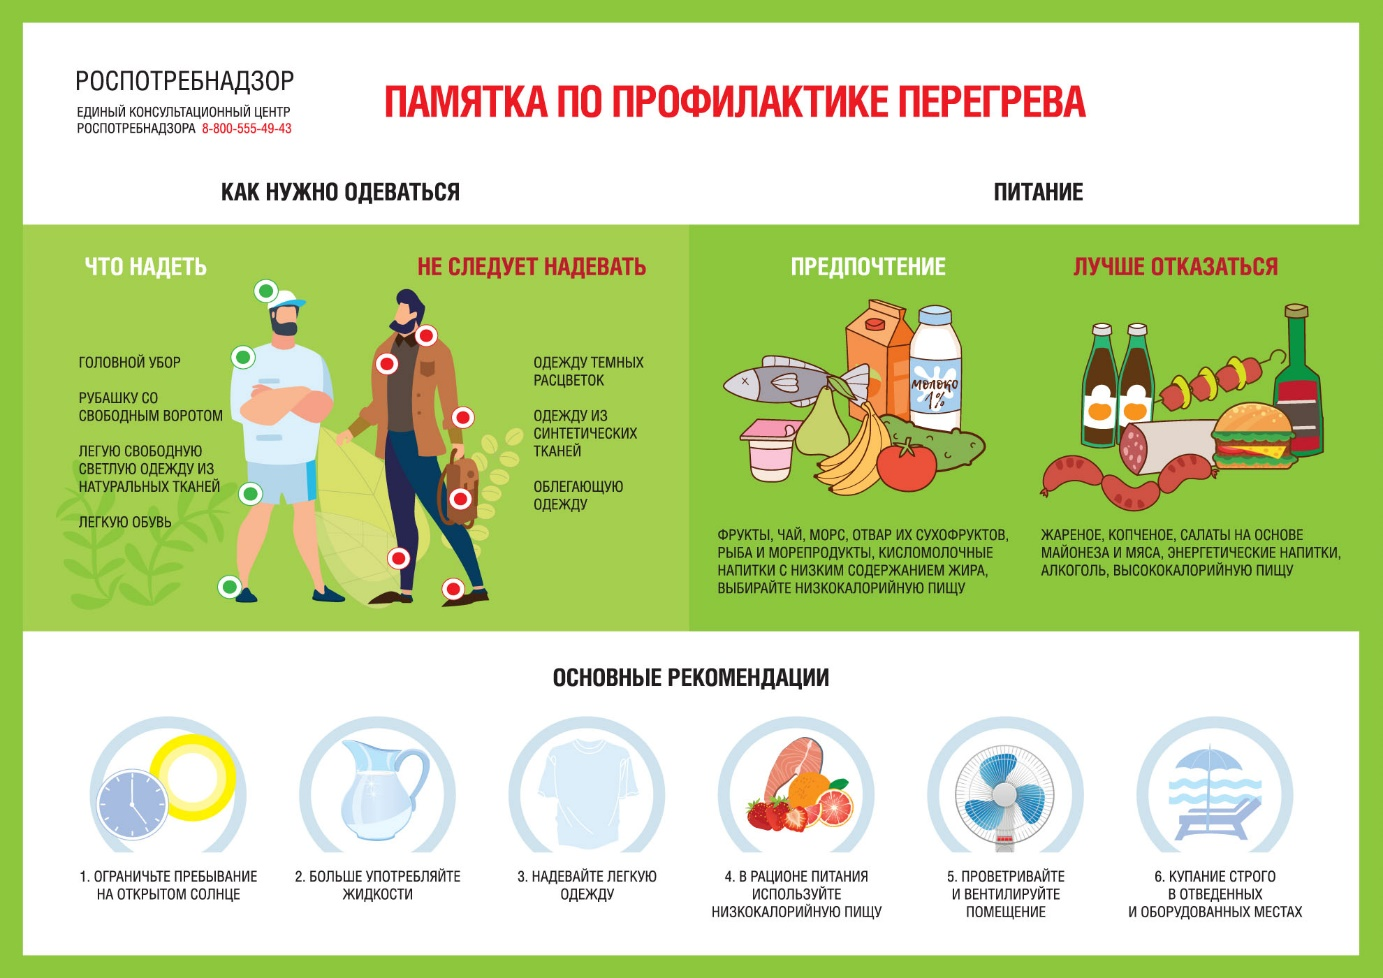 РОСПОТРЕБНАДЗОР
ЕДИНЫЙ КОНСУЛЬТАЦИОННЫЙ ЦЕНТР
РОСПОТРЕБНАДЗОРА 8-800-555-49-43
ПАМЯТКА ПО ПРОФИЛАКТИКЕ ПЕРЕГРЕВА
КАК НУЖНО ОДЕВАТЬСЯ
ЧТО НАДЕТЬ
ГОЛОВНОЙ УБОР
РУБАШКУ СО
СВОБОДНЫМ ВОРОТОМ
ЛЕГУЮ СВОБОДНУЮ
СВЕТЛУЮ ОДЕЖДУ ИЗ
НАТУРАЛЬНЫХ ТКАНЕЙ
ЛЕГКУЮ ОБУВЬ
НЕ СЛЕДУЕТ НАДЕВАТЬ
ОДЕЖДУ ТЕМНЫХ
РАСЦВЕТОК
ОДЕЖДУ ИЗ
СИНТЕТИЧЕСКИХ
ТКАНЕЙ
ОБЛЕГАЮЩУЮ
ОДЕЖДУ
ПИТАНИЕ
ПРЕДПОЧТЕНИЕ
МОЛОКО
1%
ФРУКТЫ, ЧАЙ, МОРС, ОТВАР ИХ СУХОФРУКТОВ,
РЫБА И МОРЕПРОДУКТЫ, КИСЛОМОЛОЧНЫЕ
НАПИТКИ С НИЗКИМ СОДЕРЖАНИЕМ ЖИРА,
ВЫБИРАЙТЕ НИЗКОКАЛОРИЙНУЮ ПИЩУ
ЛУЧШЕ ОТКАЗАТЬСЯ
ЖАРЕНОЕ, КОПЧЕНОЕ, САЛАТЫ НА ОСНОВЕ
МАЙОНЕЗА И МЯСА, ЭНЕРГЕТИЧЕСКИЕ НАПИТКИ,
АЛКОГОЛЬ, ВЫСОКОКАЛОРИЙНУЮ ПИЩУ
ОСНОВНЫЕ РЕКОМЕНДАЦИИ
1. ОГРАНИЧЬТЕ ПРЕБЫВАНИЕ
НА ОТКРЫТОМ СОЛНЦЕ
2. БОЛЬШЕ УПОТРЕБЛЯЙТЕ
ЖИДКОСТИ
3. НАДЕВАЙТЕ ЛЕГКУЮ
ОДЕЖДУ
4. В РАЦИОНЕ ПИТАНИЯ
ИСПОЛЬЗУЙТЕ
НИЗКОКАЛОРИЙНУЮ ПИЩУ
5. ПРОВЕТРИВАЙТЕ
И ВЕНТИЛИРУЙТЕ
ПОМЕЩЕНИЕ
6. КУПАНИЕ СТРОГО
В ОТВЕДЕННЫХ
И ОБОРУДОВАННЫХ МЕСТАХ